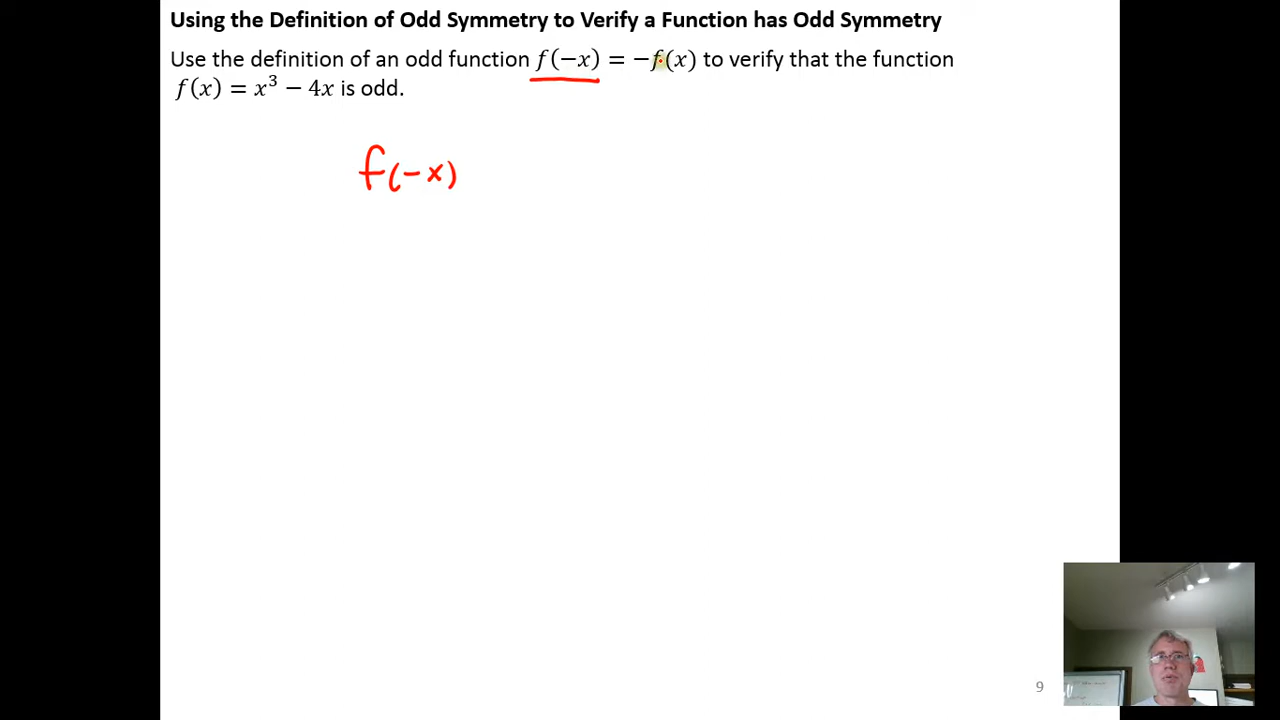 Using the Definition of Odd Symmetry to Verify a Function has Odd Symmetry
Use the definition of an odd function f(−x) = −f(x) to verify that the function
f(x) = x³ − 4x is odd.
f(-x)
9